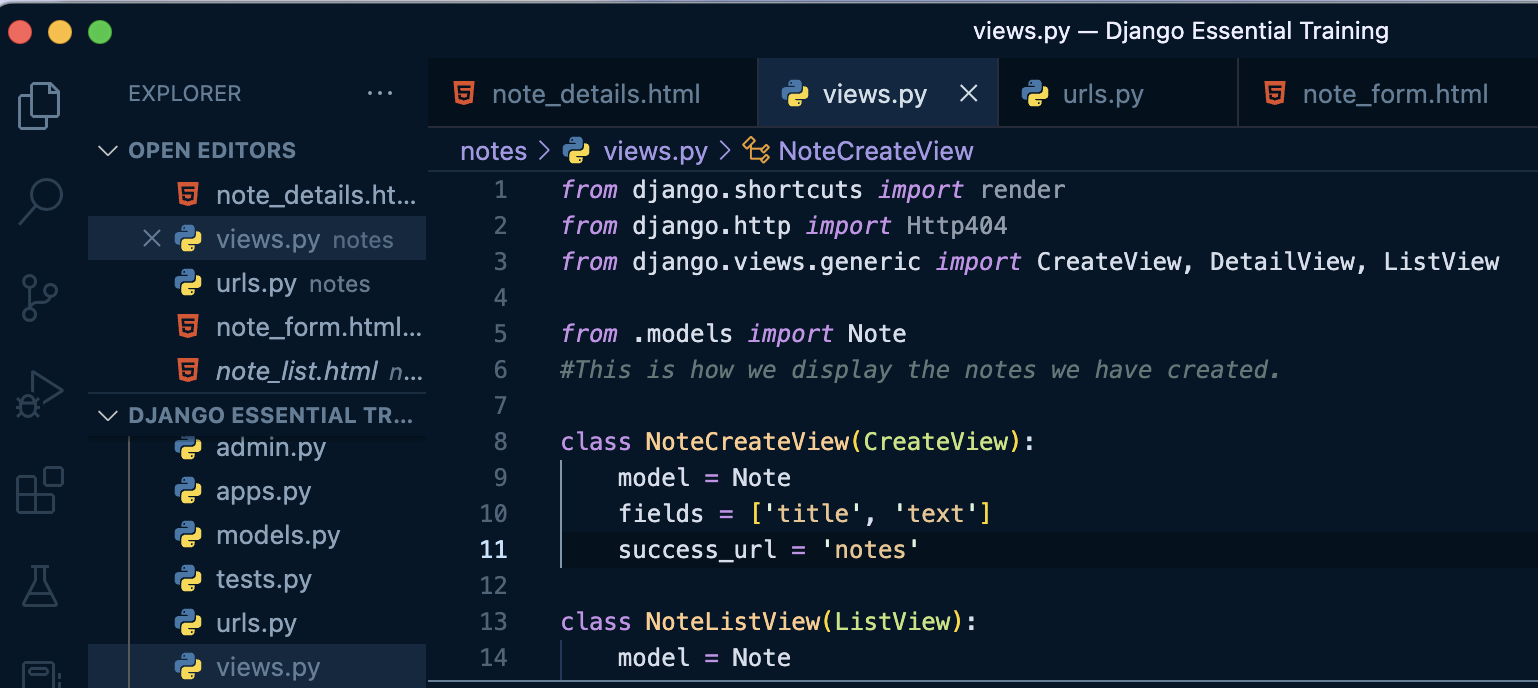 views.py — Django Essential Training
EXPLORER ...
OPEN EDITORS
note_details.ht...
views.py notes
urls.py notes
note_form.html...
note_list.html n...
DJANGO ESSENTIAL TR...
admin.py
apps.py
models.py
tests.py
urls.py
views.py
note_details.html views.py urls.py note_form.html
notes > views.py > NoteCreateView
1 from django.shortcuts import render
2 from django.http import Http404
3 from django.views.generic import CreateView, DetailView, ListView
4
5 from .models import Note
6 #This is how we display the notes we have created.
7
8 class NoteCreateView(CreateView):
9 model = Note
10 fields = ['title', 'text']
11 success_url = 'notes'
12
13 class NoteListView(ListView):
14 model = Note